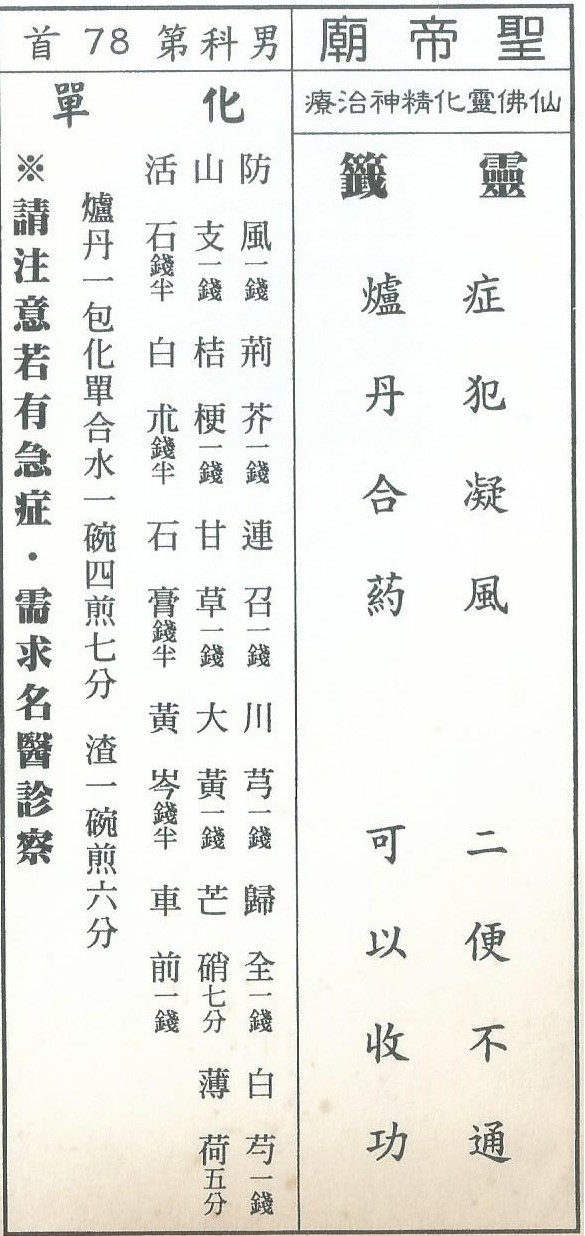 聖帝廟
仙佛靈化精神治療
靈籤
症犯凝風　二便不通
爐丹合葯　可以收功
男科第78首
化單
防風一錢　荊芥一錢　連召一錢　川芎一錢　歸全一錢　白芍一錢
山支一錢　桔梗一錢　甘草一錢　大黃一錢　芒硝七分　薄荷五分
活石錢半　白朮錢半　石膏錢半　黃岑錢半　車前一錢
爐丹一包化單合水一碗四煎七分　渣一碗煎六分
※請注意若有急症・需求名醫診察